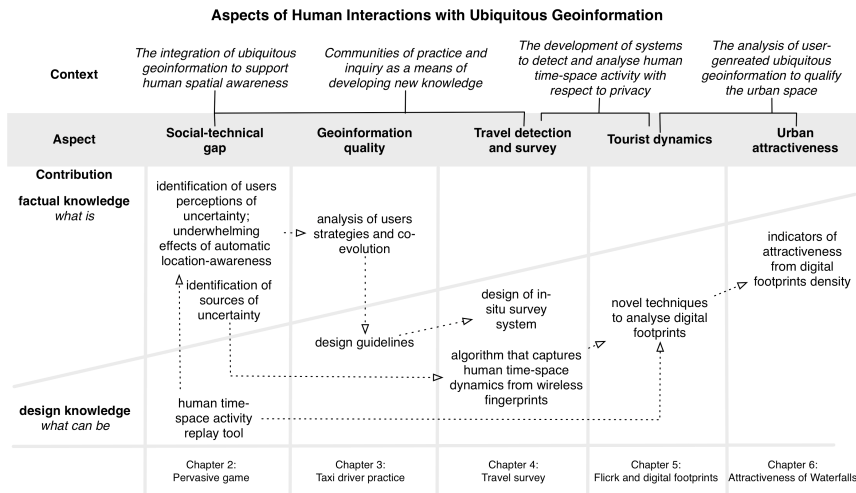 Aspects of Human Interactions with Ubiquitous Geoinformation
Context
The integration of ubiquitous
geoinformation to support
human spatial awareness
Communities of practice and
inquiry as a means of
developing new knowledge
The development of systems
to detect and analyse human
time-space activity with
respect to privacy
The analysis of user-
genreated ubiquitous
geoinformation to qualify
the urban space
Aspect
Social-technical
gap
Geoinformation
quality
Travel detection
and survey
Tourist dynamics
Urban
attractiveness
Contribution
factual knowledge
what is
identification of users
perceptions of
uncertainty;
underwhelming
effects of automatic
location-awareness
analysis of users
strategies and co-
evolution
indicators of
attractiveness
from digital
footprints density
identification of
sources of
uncertainty
design guidelines
design of in-
situ survey
system
novel techniques
to analyse digital
footprints
algorithm that captures
human time-space
dynamics from wireless
fingerprints
design knowledge
what can be
human time-
space activity
replay tool
Chapter 2:
Pervasive game
Chapter 3:
Taxi driver practice
Chapter 4:
Travel survey
Chapter 5:
Flicrk and digital footprints
Chapter 6:
Attractiveness of Waterfalls